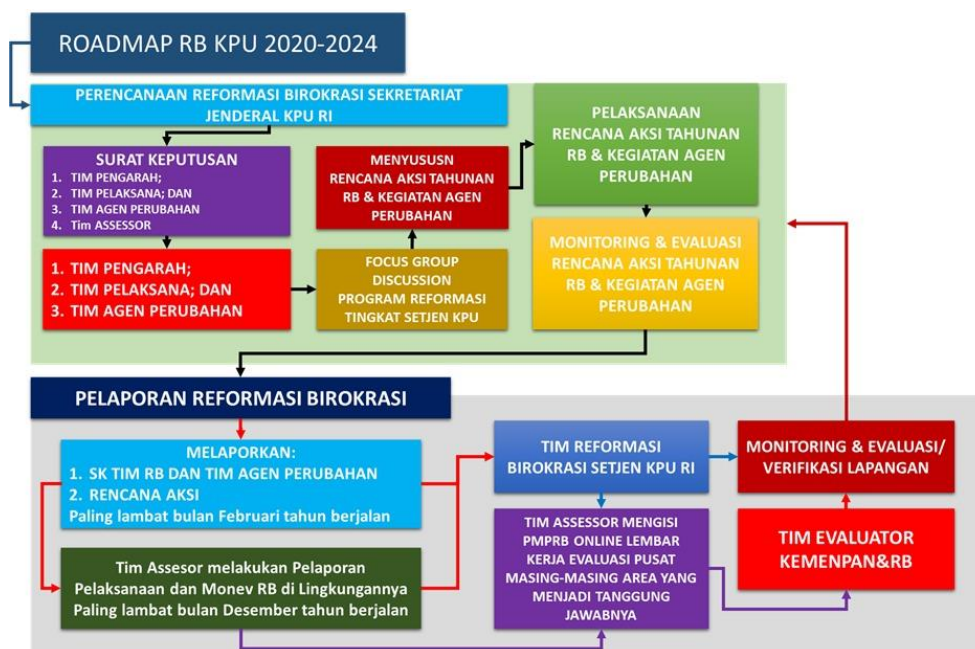 ROADMAP RB KPU 2020-2024
PERENCANAAN REFORMASI BIROKRASI SEKRETARIAT
JENDERAL KPU RI
SURAT KEPUTUSAN
1. TIM PENGARAH;
2. TIM PELAKSANA; DAN
3. TIM AGEN PERUBAHAN
4. Tim ASSESSOR
1. TIM PENGARAH;
2. TIM PELAKSANA; DAN
3. TIM AGEN PERUBAHAN
FOCUS GROUP
DISCUSSION
PROGRAM REFORMASI
TINGKAT SETJEN KPU
MENYUSUSN
RENCANA AKSI TAHUNAN
RB & KEGIATAN AGEN
PERUBAHAN
PELAKSANAAN
RENCANA AKSI TAHUNAN
RB & KEGIATAN AGEN
PERUBAHAN
MONITORING & EVALUASI
RENCANA AKSI TAHUNAN
RB & KEGIATAN AGEN
PERUBAHAN
PELAPORAN REFORMASI BIROKRASI
MELAPORKAN:
1. SK TIM RB DAN TIM AGEN PERUBAHAN
2. RENCANA AKSI
Paling lambat bulan Februari tahun berjalan
Tim Assesor melakukan Pelaporan
Pelaksanaan dan Monev RB di Lingkungannya
Paling lambat bulan Desember tahun berjalan
TIM REFORMASI
BIROKRASI SETJEN KPU RI
TIM ASSESSOR MENGISI
PMPRB ONLINE LEMBAR
KERJA EVALUASI PUSAT
MASING-MASING AREA YANG
MENJADI TANGGUNG
JAWABNYA
MONITORING & EVALUASI/
VERIFIKASI LAPANGAN
TIM EVALUATOR
KEMENPAN&RB